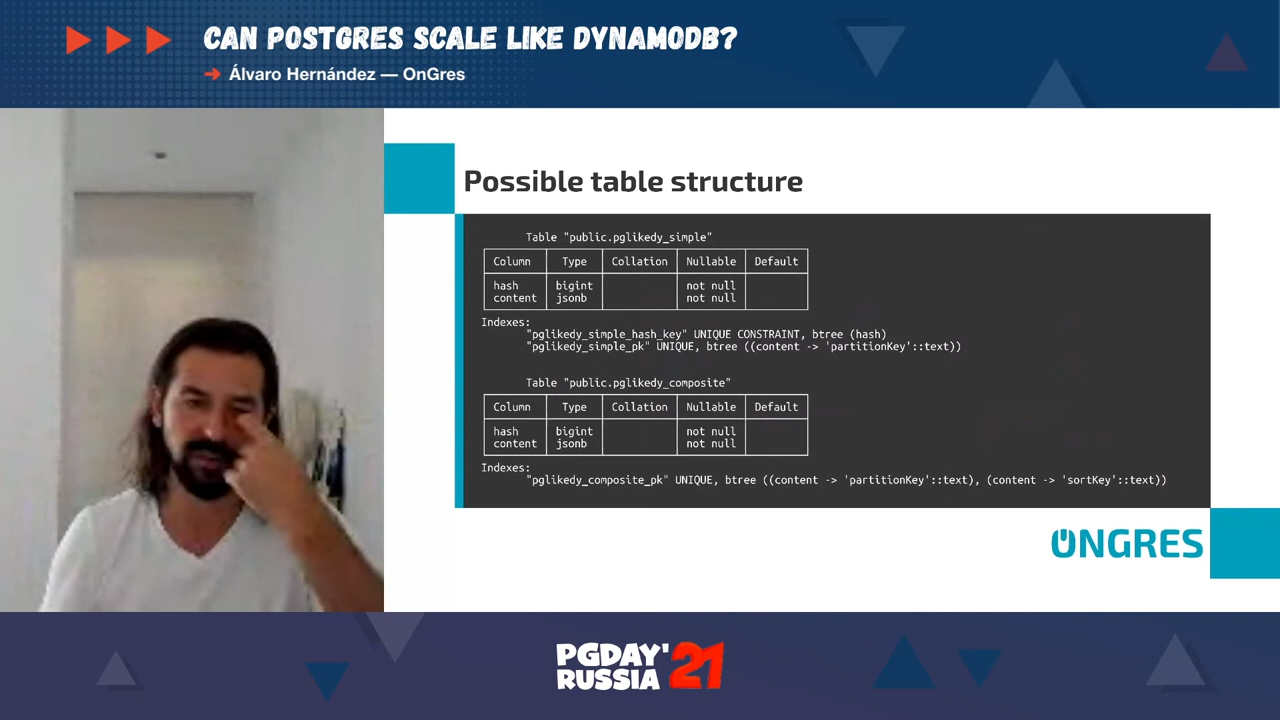 CAN POSTGRES SCALE LIKE DYNAMODB?
Álvaro Hernández — OnGres
Possible table structure
Table "public.pglikedy_simple"
Column Type Collation Nullable Default
hash bigint not null
content jsonb not null
Indexes:
"pglikedy_simple_hash_key" UNIQUE CONSTRAINT, btree (hash)
"pglikedy_simple_pk" UNIQUE, btree ((content -> 'partitionKey'::text))
Table "public.pglikedy_composite"
Column Type Collation Nullable Default
hash bigint not null
content jsonb not null
Indexes:
"pglikedy_composite_pk" UNIQUE, btree ((content -> 'partitionKey'::text), (content -> 'sortKey'::text))
ONGRES
PGDAY'21
RUSSIA